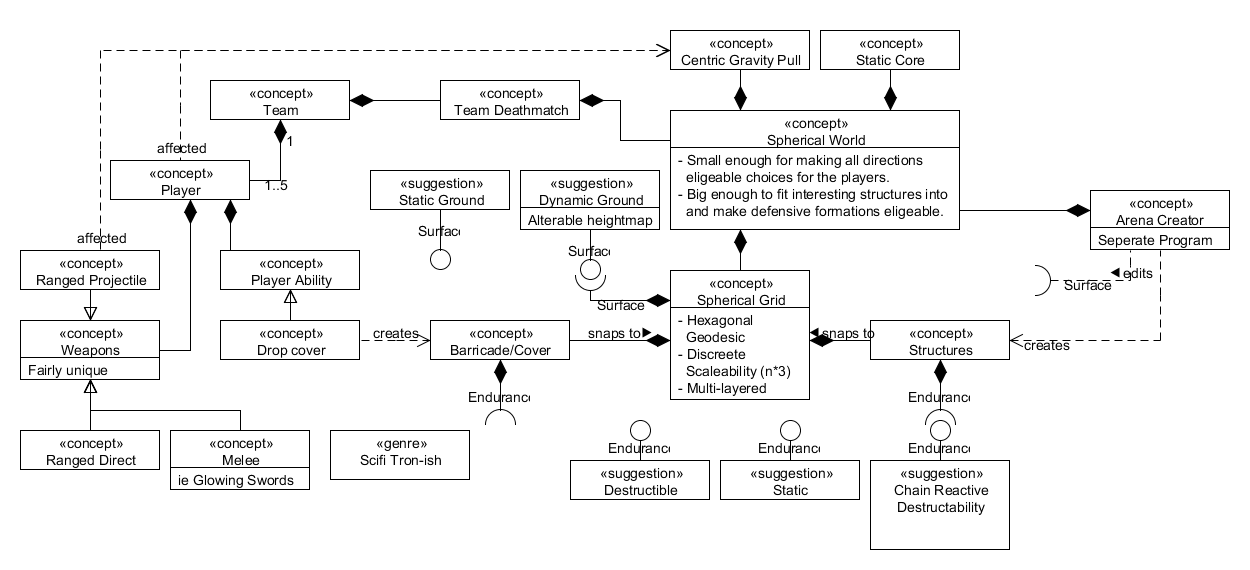 «concept»
Centric Gravity Pull
«concept»
Static Core
«concept»
Team
«concept»
Team Deathmatch
«concept»
Spherical World
- Small enough for making all directions
eligeable choices for the players.
- Big enough to fit interesting structures into
and make defensive formations eligeable.
1
1..5
affected
«concept»
Player
«suggestion»
Static Ground
Surface
«suggestion»
Dynamic Ground
Alterable heightmap
Surface
Surface
«concept»
Arena Creator
Seperate Program
edits
Surface
creates
affected
«concept»
Ranged Projectile
«concept»
Player Ability
«concept»
Spherical Grid
- Hexagonal
Geodesic
- Discreete
Scaleability (n*3)
- Multi-layered
«concept»
Weapons
Fairly unique
«concept»
Drop cover
creates
«concept»
Barricade/Cover
snaps to
snaps to
«concept»
Structures
Endurance
Endurance
«concept»
Ranged Direct
«concept»
Melee
ie Glowing Swords
«genre»
Scifi Tron-ish
Endurance
«suggestion»
Destructible
Endurance
«suggestion»
Static
Endurance
«suggestion»
Chain Reactive
Destructability